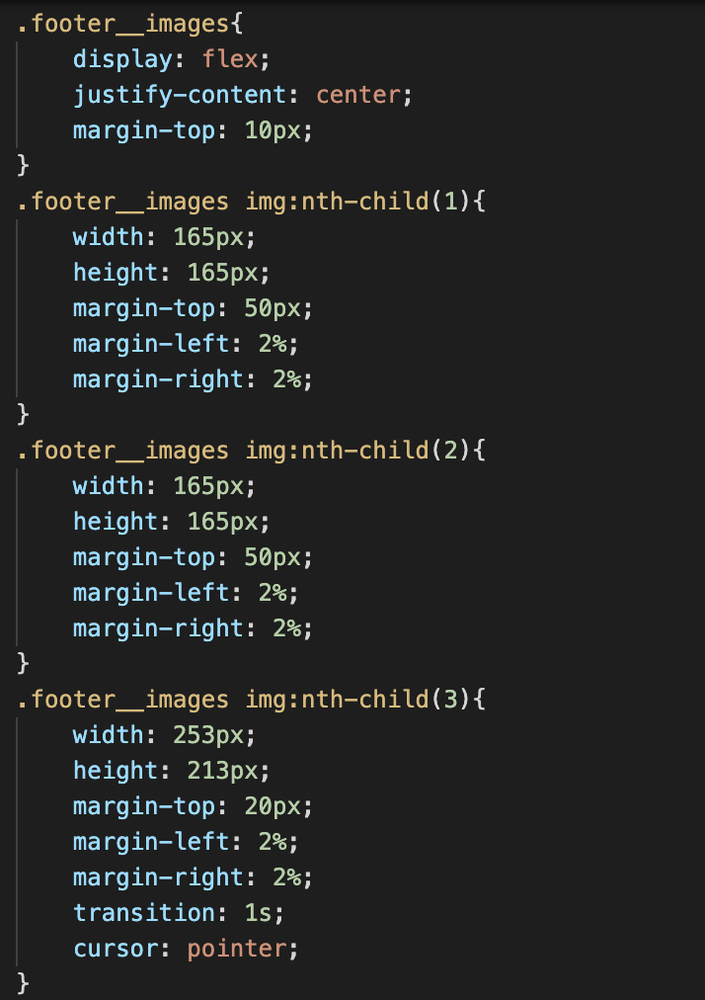 .footer__images{
    display: flex;
    justify-content: center;
    margin-top: 10px;
}
.footer__images img:nth-child(1){
    width: 165px;
    height: 165px;
    margin-top: 50px;
    margin-left: 2%;
    margin-right: 2%;
}
.footer__images img:nth-child(2){
    width: 165px;
    height: 165px;
    margin-top: 50px;
    margin-left: 2%;
    margin-right: 2%;
}
.footer__images img:nth-child(3){
    width: 253px;
    height: 213px;
    margin-top: 20px;
    margin-left: 2%;
    margin-right: 2%;
    transition: 1s;
    cursor: pointer;
}